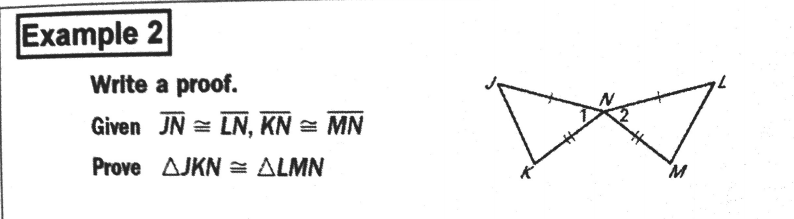 Example 2
Write a proof.
Given JN ≅ LN, KN ≅ MN
Prove △JKN ≅ △LMN
J
N
L
1
2
K
M